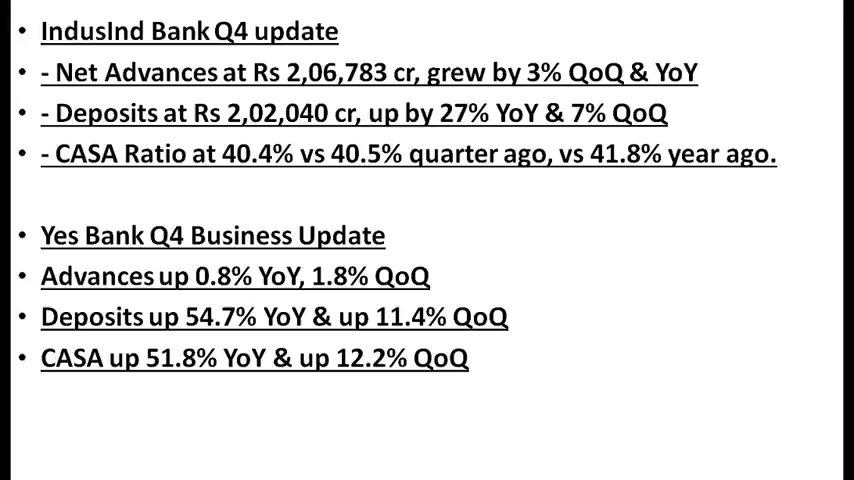 • IndusInd Bank Q4 update
• - Net Advances at Rs 2,06,783 cr, grew by 3% QoQ & YoY
• - Deposits at Rs 2,02,040 cr, up by 27% YoY & 7% QoQ
• - CASA Ratio at 40.4% vs 40.5% quarter ago, vs 41.8% year ago.
• Yes Bank Q4 Business Update
• Advances up 0.8% YoY, 1.8% QoQ
• Deposits up 54.7% YoY & up 11.4% QoQ
• CASA up 51.8% YoY & up 12.2% QoQ